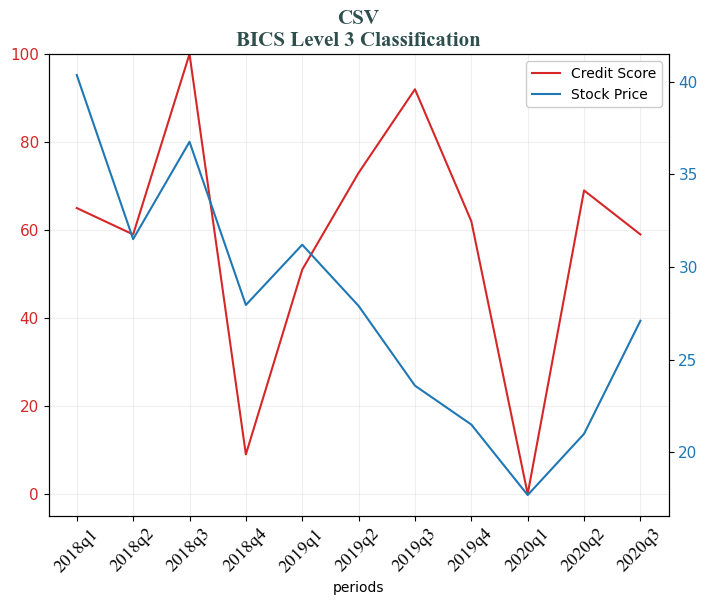 CSV
BICS Level 3 Classification
Credit Score
Stock Price
100
80
60
40
20
0
40
35
30
25
20
2018q1
2018q2
2018q3
2018q4
2019q1
2019q2
2019q3
2019q4
2020q1
2020q2
2020q3
periods